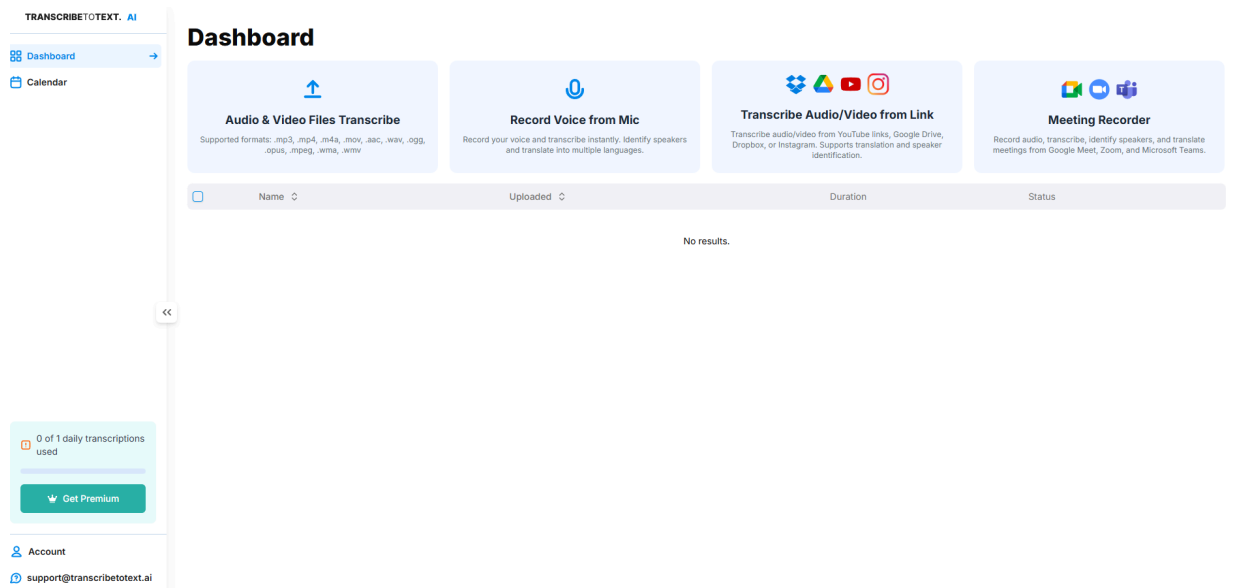 TRANSCRIBETOTEXT. AI
Dashboard
Calendar
0 of 1 daily transcriptions
used
Get Premium
Account
support@transcribetotext.ai
Dashboard
Audio & Video Files Transcribe
Supported formats: .mp3, .mp4, .m4a, .mov, .aac, .wav, .ogg,
.opus, .mpeg, .wma, .wmv
Record Voice from Mic
Record your voice and transcribe instantly. Identify speakers
and translate into multiple languages.
Transcribe Audio/Video from Link
Transcribe audio/video from YouTube links, Google Drive,
Dropbox, or Instagram. Supports translation and speaker
identification.
Meeting Recorder
Record audio, transcribe, identify speakers, and translate
meetings from Google Meet, Zoom, and Microsoft Teams.
Name Uploaded Duration Status
No results.